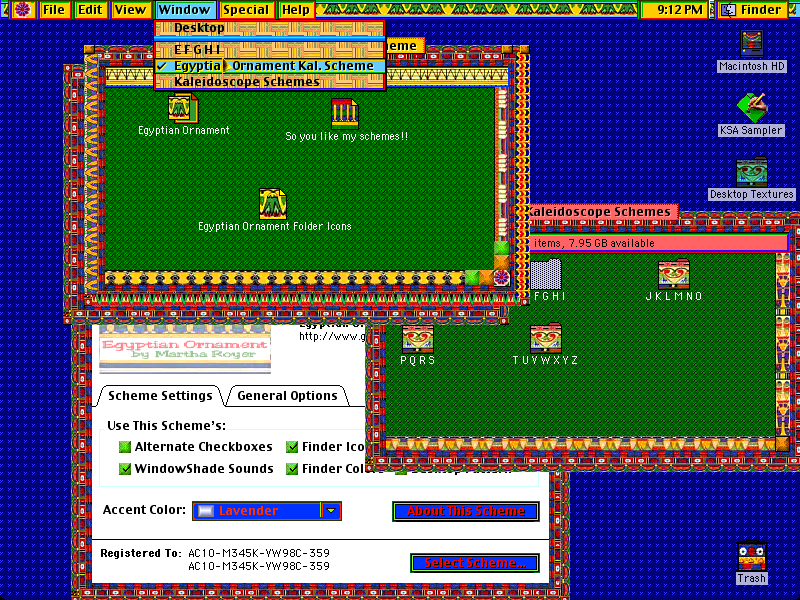 File Edit View Window Special Help 9:12 PM Finder
Desktop
E F G H I
✓ Egyptia Ornament Kal. Scheme
Kaleidoscope Schemes
eme
Macintosh HD
KSA Sampler
Desktop Textures
Trash
Egyptian Ornament
So you like my schemes!!
Egyptian Ornament Folder Icons
Kaleidoscope Schemes
items, 7.95 GB available
F G H I
J K L M N O
P Q R S
T U V W X Y Z
Egyptian Ornament
by Martha Royer
http://www.g
Scheme Settings General Options
Use This Scheme's:
Alternate Checkboxes Finder Ico
WindowShade Sounds Finder Colo
Accent Color: Lavender About This Scheme
Registered To: AC10-M345K-YW98C-359
AC10-M345K-YW98C-359
Select Scheme...